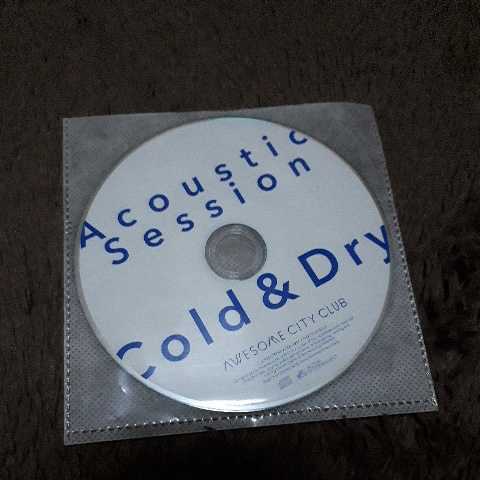 Acoustic
Session
Cold & Dry
AWESOME CITY CLUB